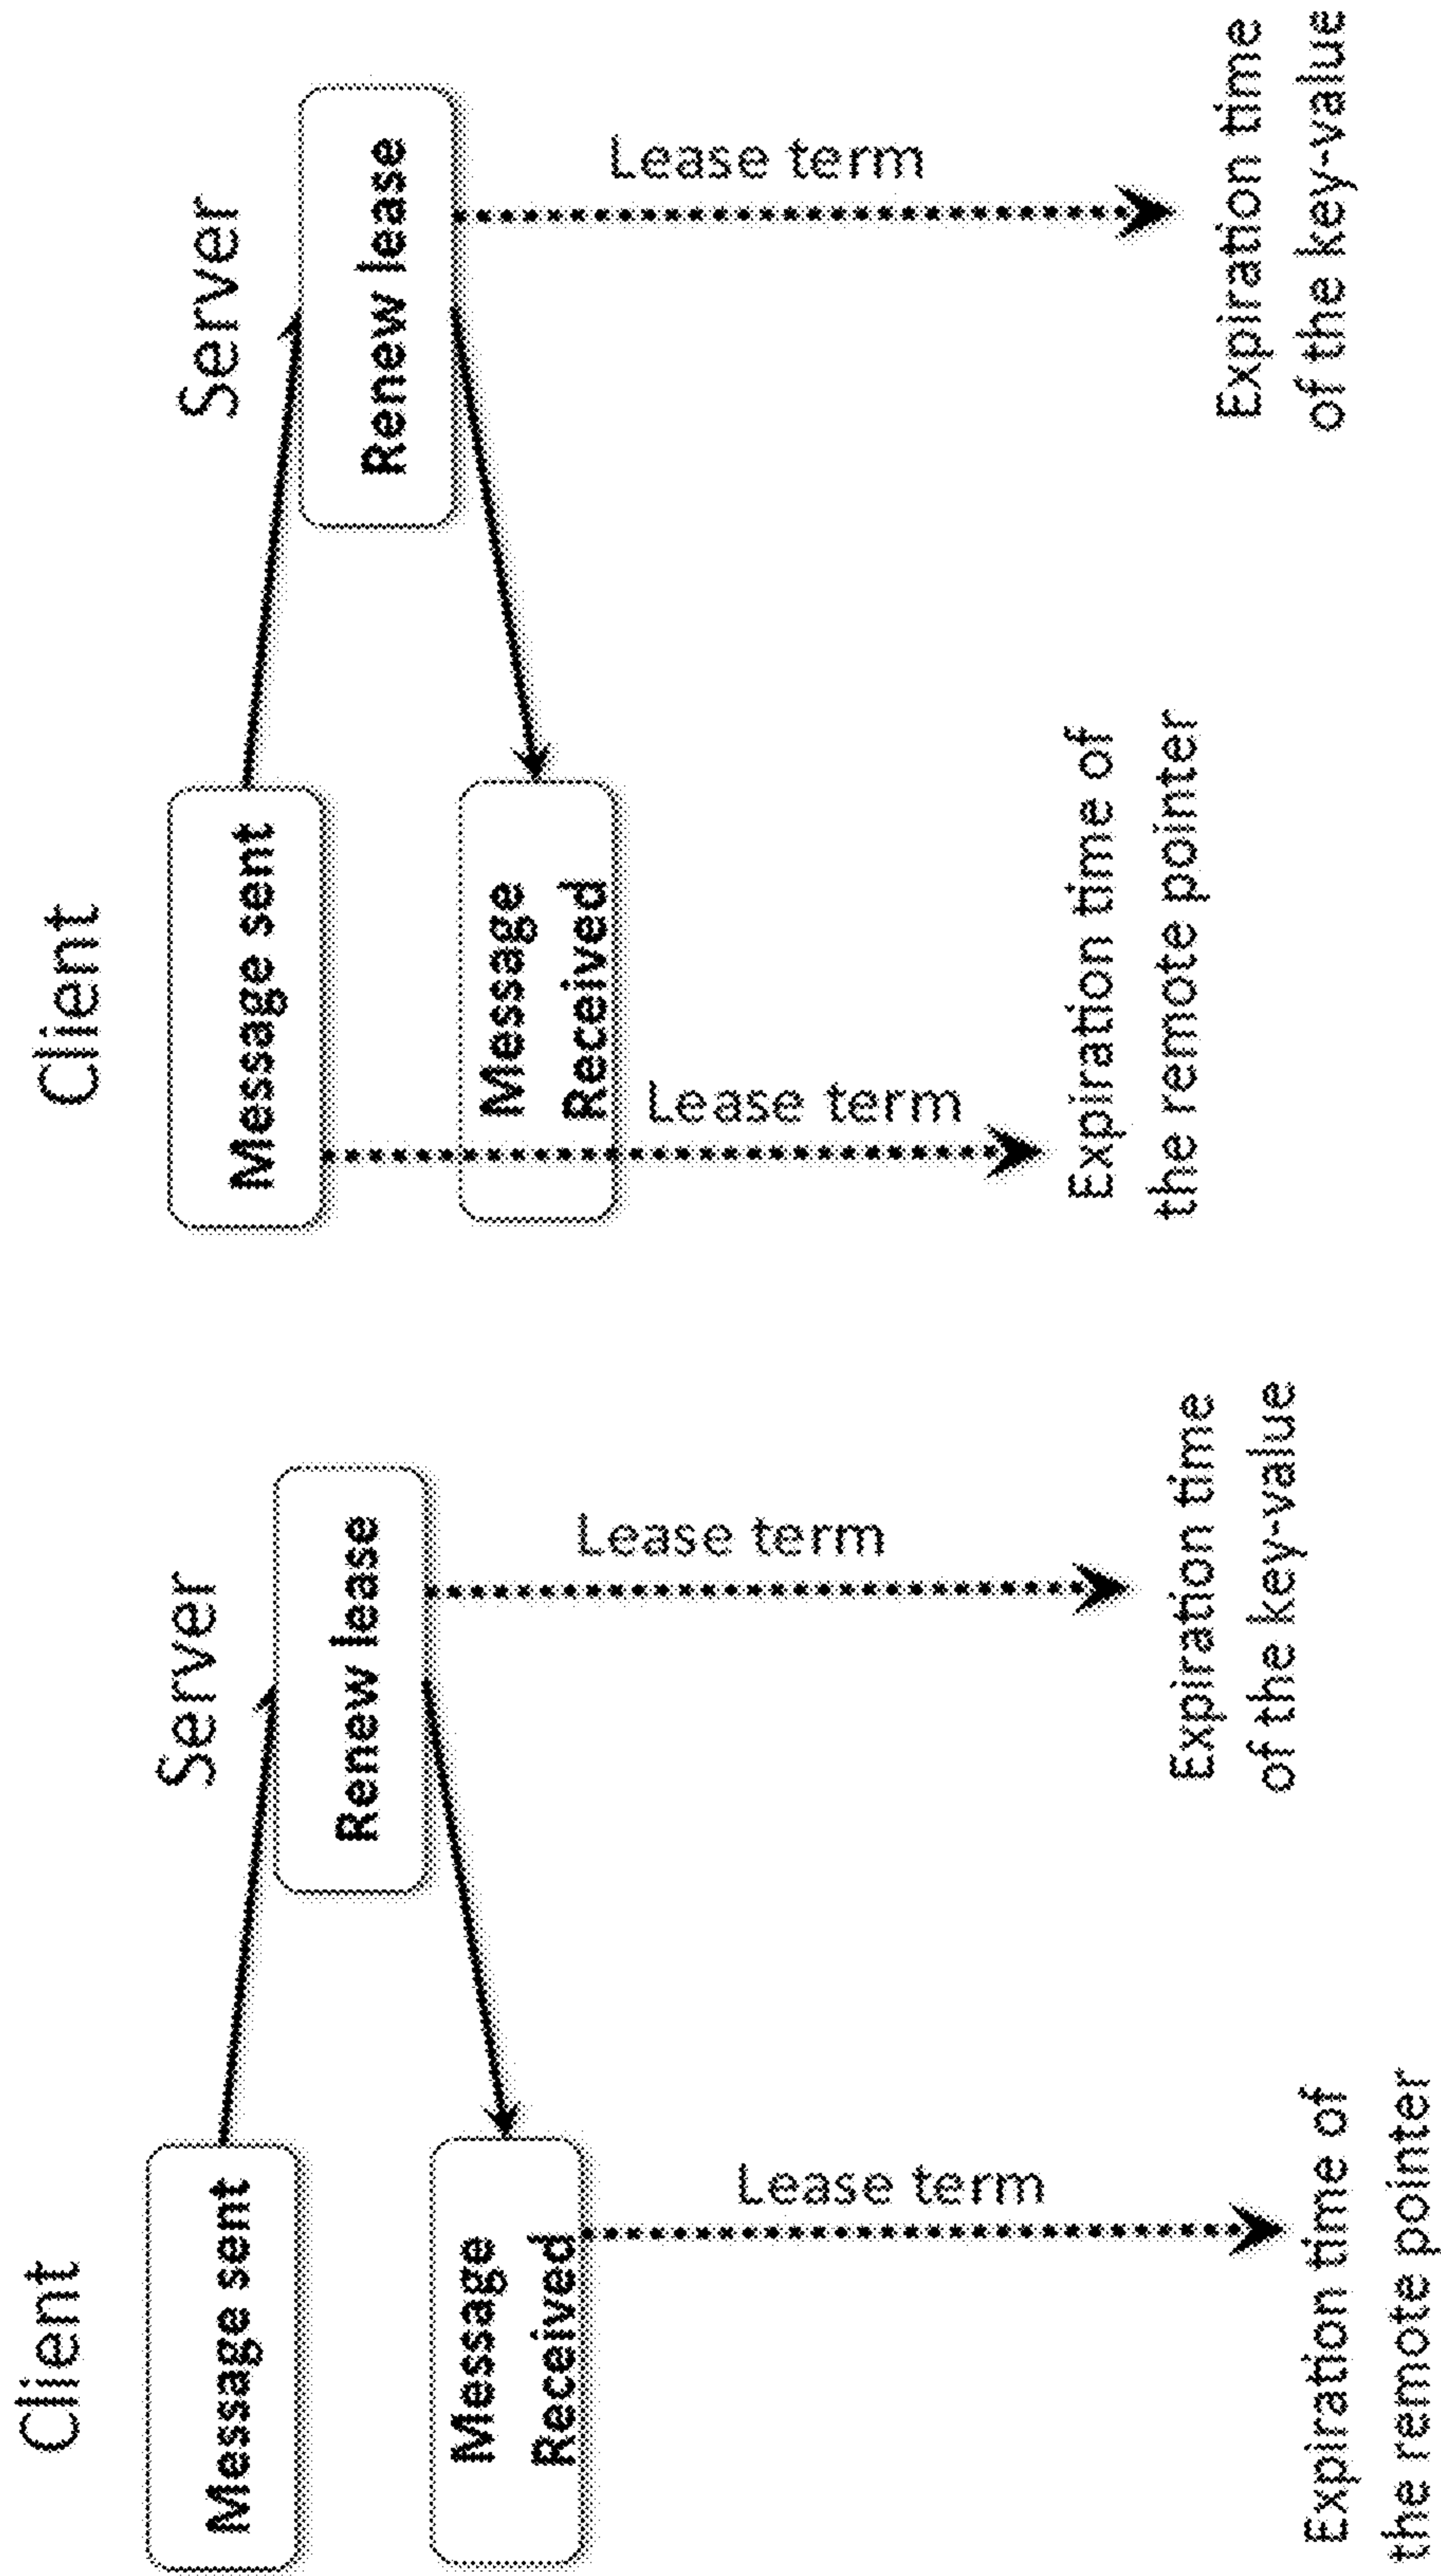 Client
Server
Message sent
Renew lease
Message
Received
Lease term
Lease term
Expiration time
of the key-value
Expiration time of
the remote pointer
Client
Server
Message sent
Renew lease
Message
Received
Lease term
Lease term
Expiration time of
the remote pointer
Expiration time
of the key-value